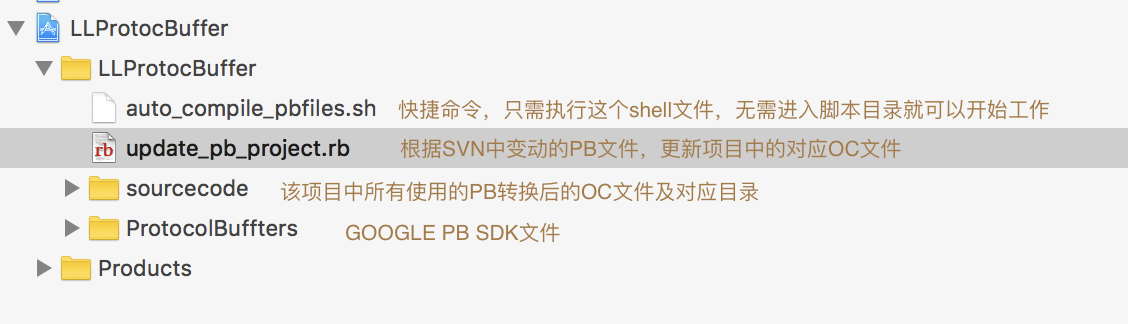 LLProtocBuffer
LLProtocBuffer
auto_compile_pbfiles.sh 快捷命令，只需执行这个shell文件，无需进入脚本目录就可以开始工作
rb update_pb_project.rb 根据SVN中变动的PB文件，更新项目中的对应OC文件
sourcecode 该项目中所有使用的PB转换后的OC文件及对应目录
ProtocolBuffters GOOGLE PB SDK文件
Products